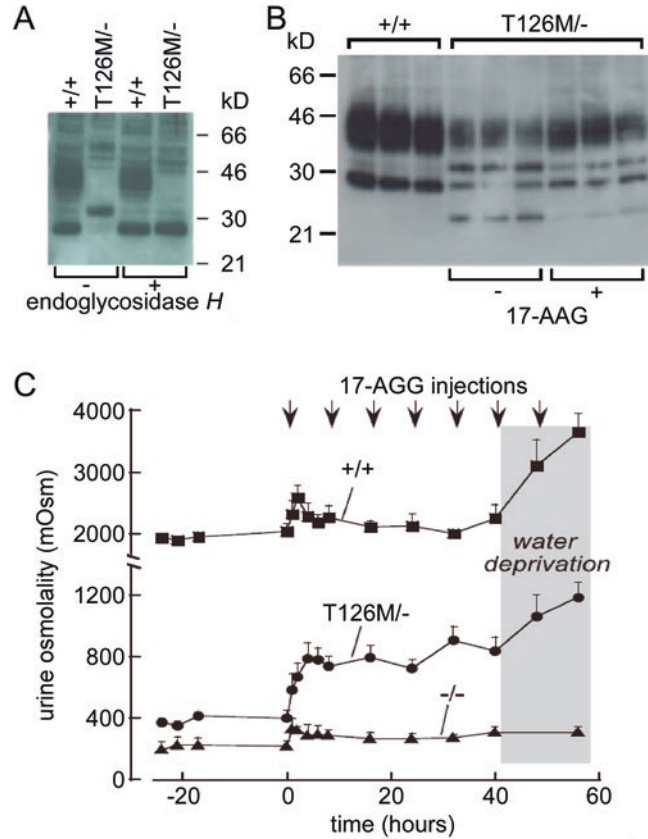 A
+/+
T126M/-
+/+
T126M/-
kD
66
46
30
21
- +
endoglycosidase H
B
kD
+/+ T126M/-
66
46
30
21
- +
17-AAG
C
17-AGG injections
4000
3000
2000
1200
800
400
0
urine osmolality (mOsm)
+/+
T126M/-
-/-
water
deprivation
-20 0 20 40 60
time (hours)